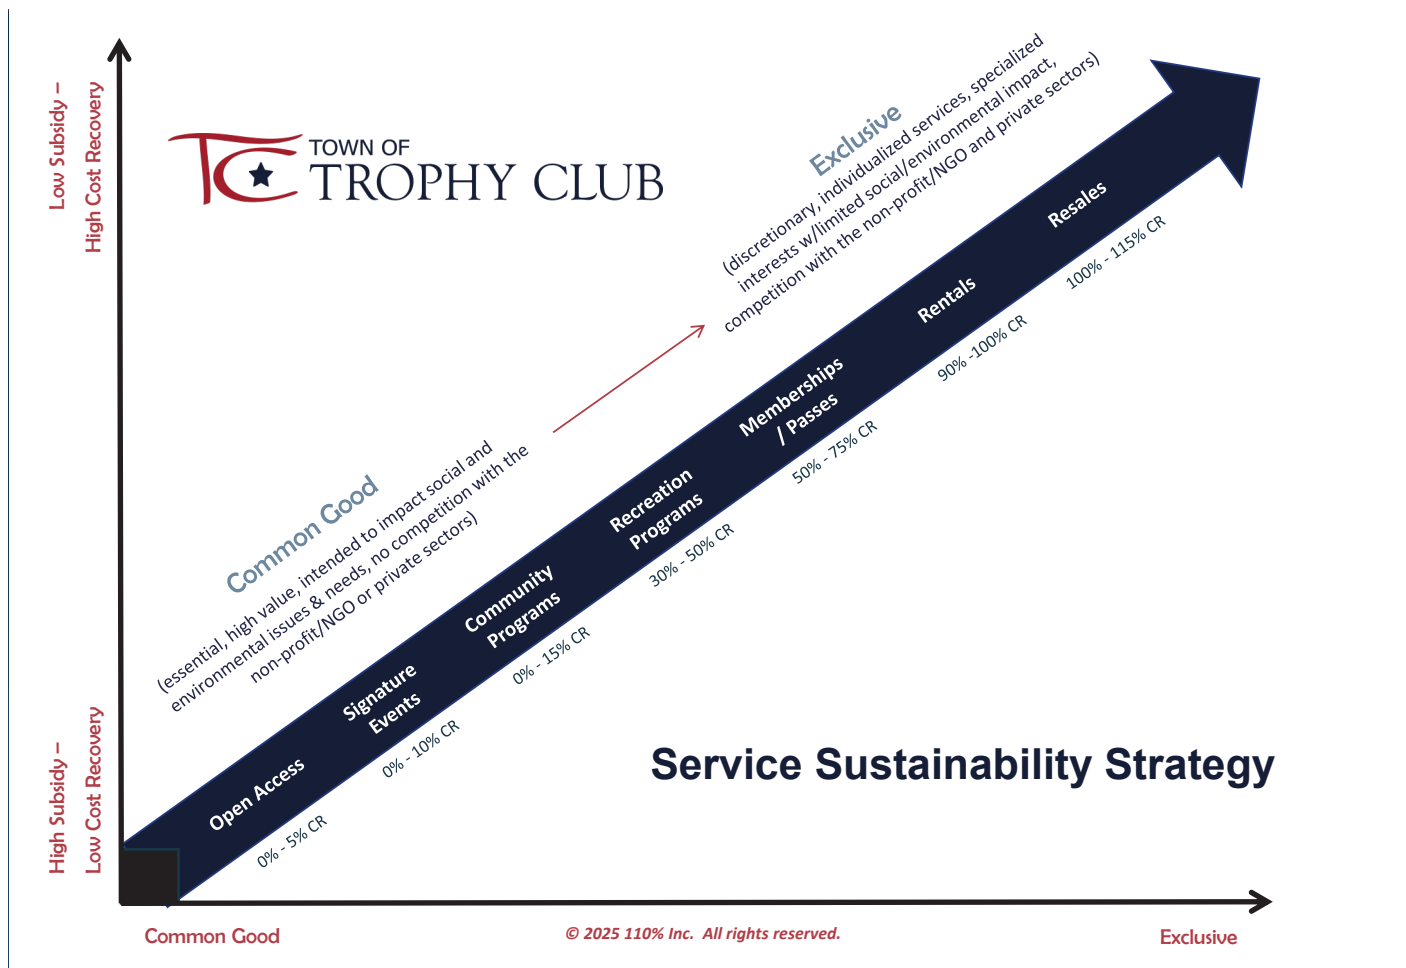 Low Subsidy –
High Cost Recovery
TOWN OF
TROPHY CLUB
Exclusive
(discretionary, individualized services, specialized
interests w/limited social/environmental impact,
competition with the non-profit/NGO and private sectors)
Common Good
(essential, high value, intended to impact social and
environmental issues & needs, no competition with the
non-profit/NGO or private sectors)
Resales
100% - 115% CR
Rentals
90% -100% CR
Memberships
/ Passes
50% - 75% CR
Recreation
Programs
30% - 50% CR
Community
Programs
0% - 15% CR
Signature
Events
0% - 10% CR
Open Access
0% - 5% CR
Service Sustainability Strategy
High Subsidy –
Low Cost Recovery
Common Good
© 2025 110% Inc.  All rights reserved.
Exclusive